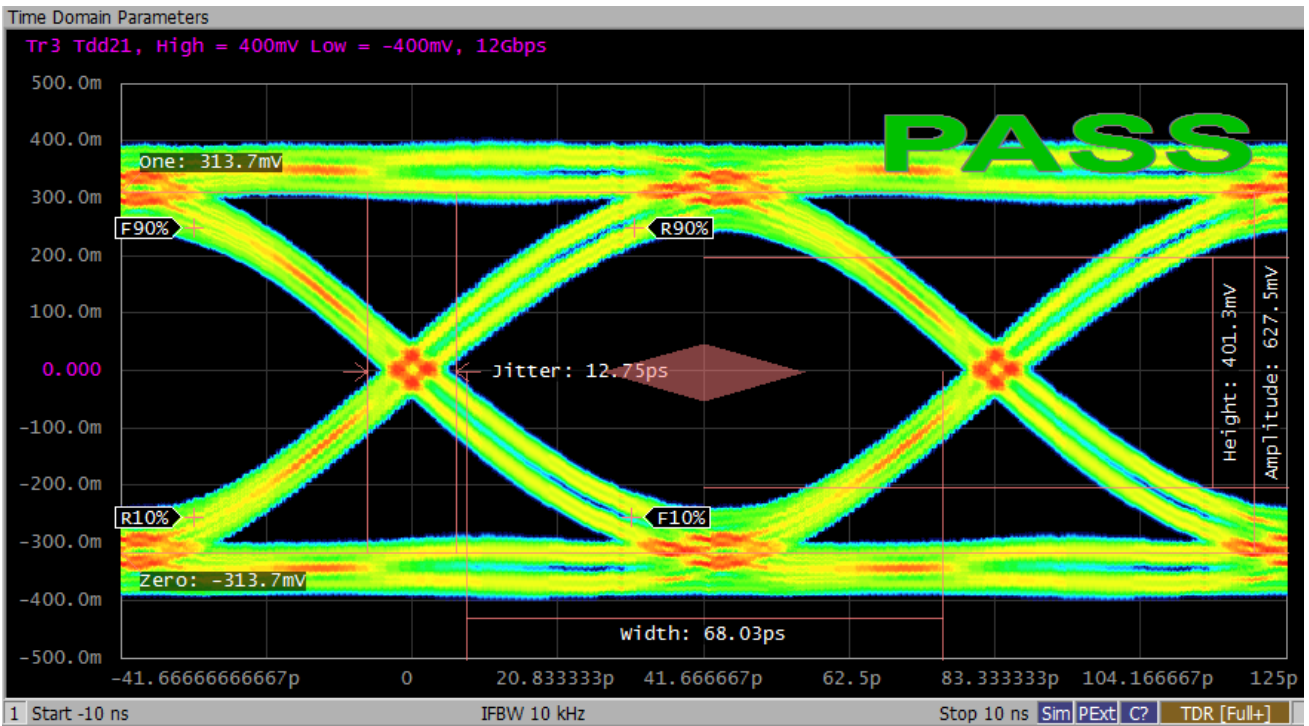 Time Domain Parameters
Tr3 Tdd21, High = 400mV Low = -400mV, 12Gbps
500.0m
400.0m
300.0m
200.0m
100.0m
0.000
-100.0m
-200.0m
-300.0m
-400.0m
-500.0m
PASS
One: 313.7mV
F90%
R90%
Jitter: 12.75ps
Height: 401.3mV
Amplitude: 627.5mV
R10%
F10%
Zero: -313.7mV
Width: 68.03ps
-41.66666666667p 0 20.833333p 41.666667p 62.5p 83.333333p 104.166667p 125p
1 Start -10 ns IFBW 10 kHz Stop 10 ns Sim PExt C? TDR [Full+]